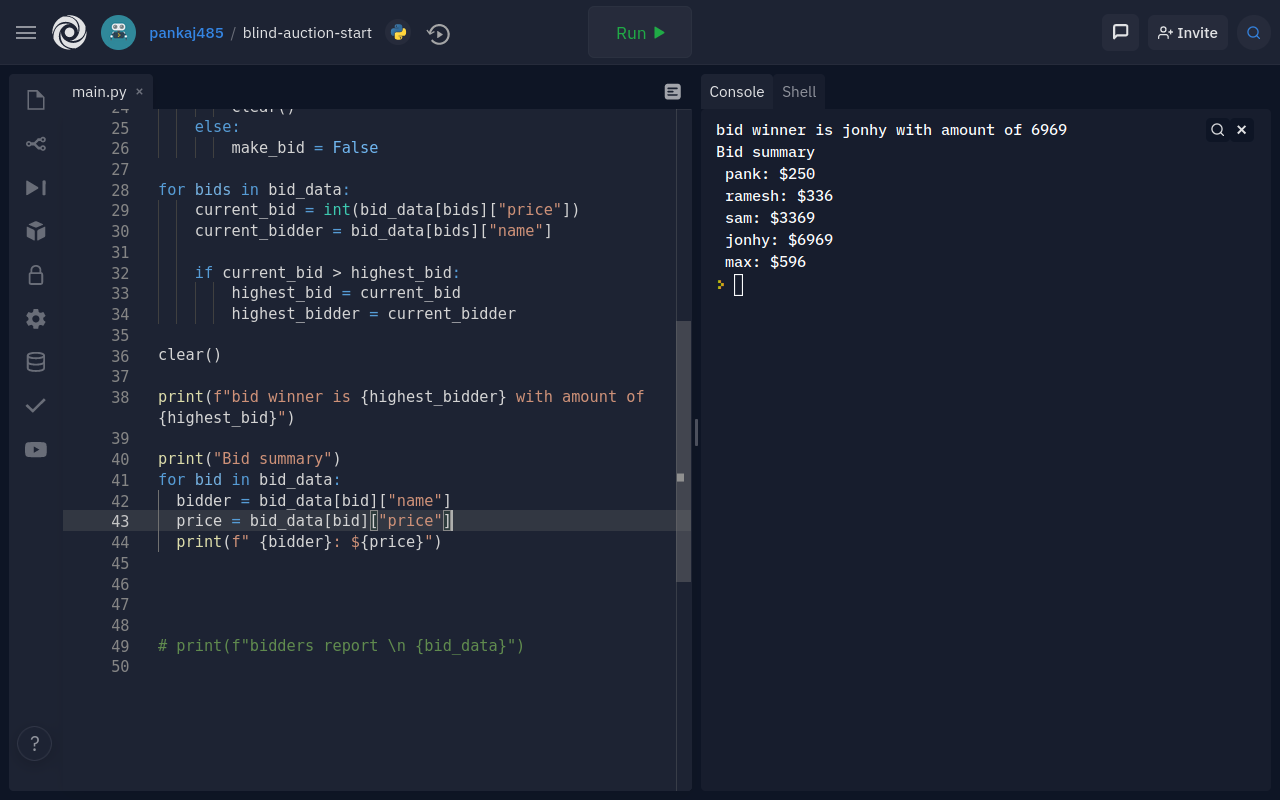 pankaj485 / blind-auction-start
Run
Invite
main.py ×
Console
Shell
24 clear()
25 else:
26 make_bid = False
27
28 for bids in bid_data:
29 current_bid = int(bid_data[bids]["price"])
30 current_bidder = bid_data[bids]["name"]
31
32 if current_bid > highest_bid:
33 highest_bid = current_bid
34 highest_bidder = current_bidder
35
36 clear()
37
38 print(f"bid winner is {highest_bidder} with amount of
{highest_bid}")
39
40 print("Bid summary")
41 for bid in bid_data:
42 bidder = bid_data[bid]["name"]
43 price = bid_data[bid]["price"]
44 print(f" {bidder}: ${price}")
45
46
47
48
49 # print(f"bidders report \n {bid_data}")
50
?
bid winner is jonhy with amount of 6969
Bid summary
pank: $250
ramesh: $336
sam: $3369
jonhy: $6969
max: $596